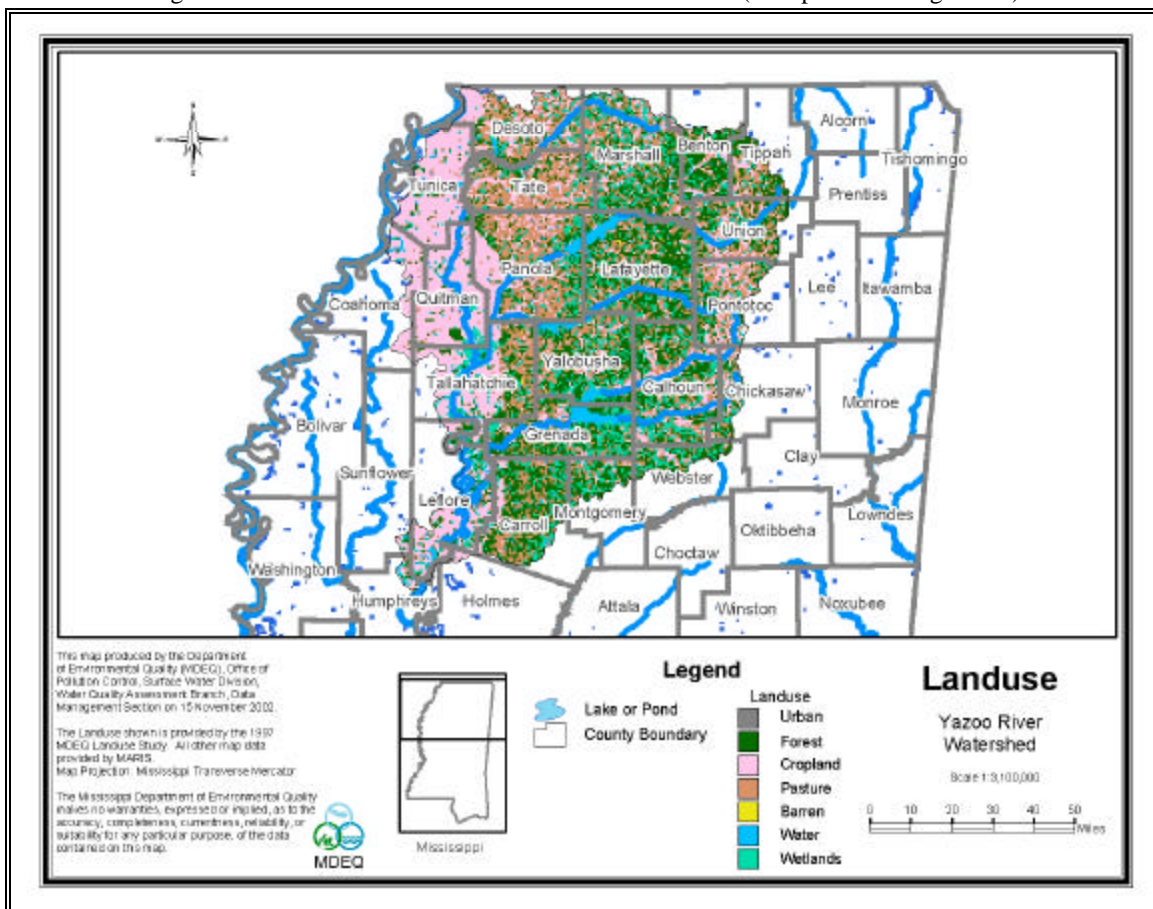 Desoto
Marshall
Benton
Tippah
Alcorn
Tishomingo
Tunica
Tate
Prentiss
Union
Panola
Lafayette
Coahoma
Quitman
Pontotoc
Lee
Itawamba
Yalobusha
Tallahatchie
Calhoun
Chickasaw
Monroe
Bolivar
Grenada
Clay
Sunflower
Webster
Leflore
Montgomery
Carroll
Oktibbeha
Lowndes
Choctaw
Washington
Humphreys
Holmes
Attala
Winston
Noxubee
This map produced by the Department
of Environmental Quality (MDEQ), Office of
Pollution Control, Surface Water Division,
Water Quality Assessment Branch, Data
Management Section on 15 November 2002.
The Landuse shown is provided by the 1997
MDEQ Landuse Study. All other map data
provided by MARIS.
Map Projection: Mississippi Transverse Mercator
The Mississippi Department of Environmental Quality
makes no warranties, expressed or implied, as to the
accuracy, completeness, currentness, reliability, or
suitability for any particular purpose, of the data
contained on this map.
MDEQ
Mississippi
Legend
Lake or Pond
County Boundary
Landuse
Urban
Forest
Cropland
Pasture
Barren
Water
Wetlands
Landuse
Yazoo River
Watershed
Scale 1:3,100,000
0 10 20 30 40 50
Miles